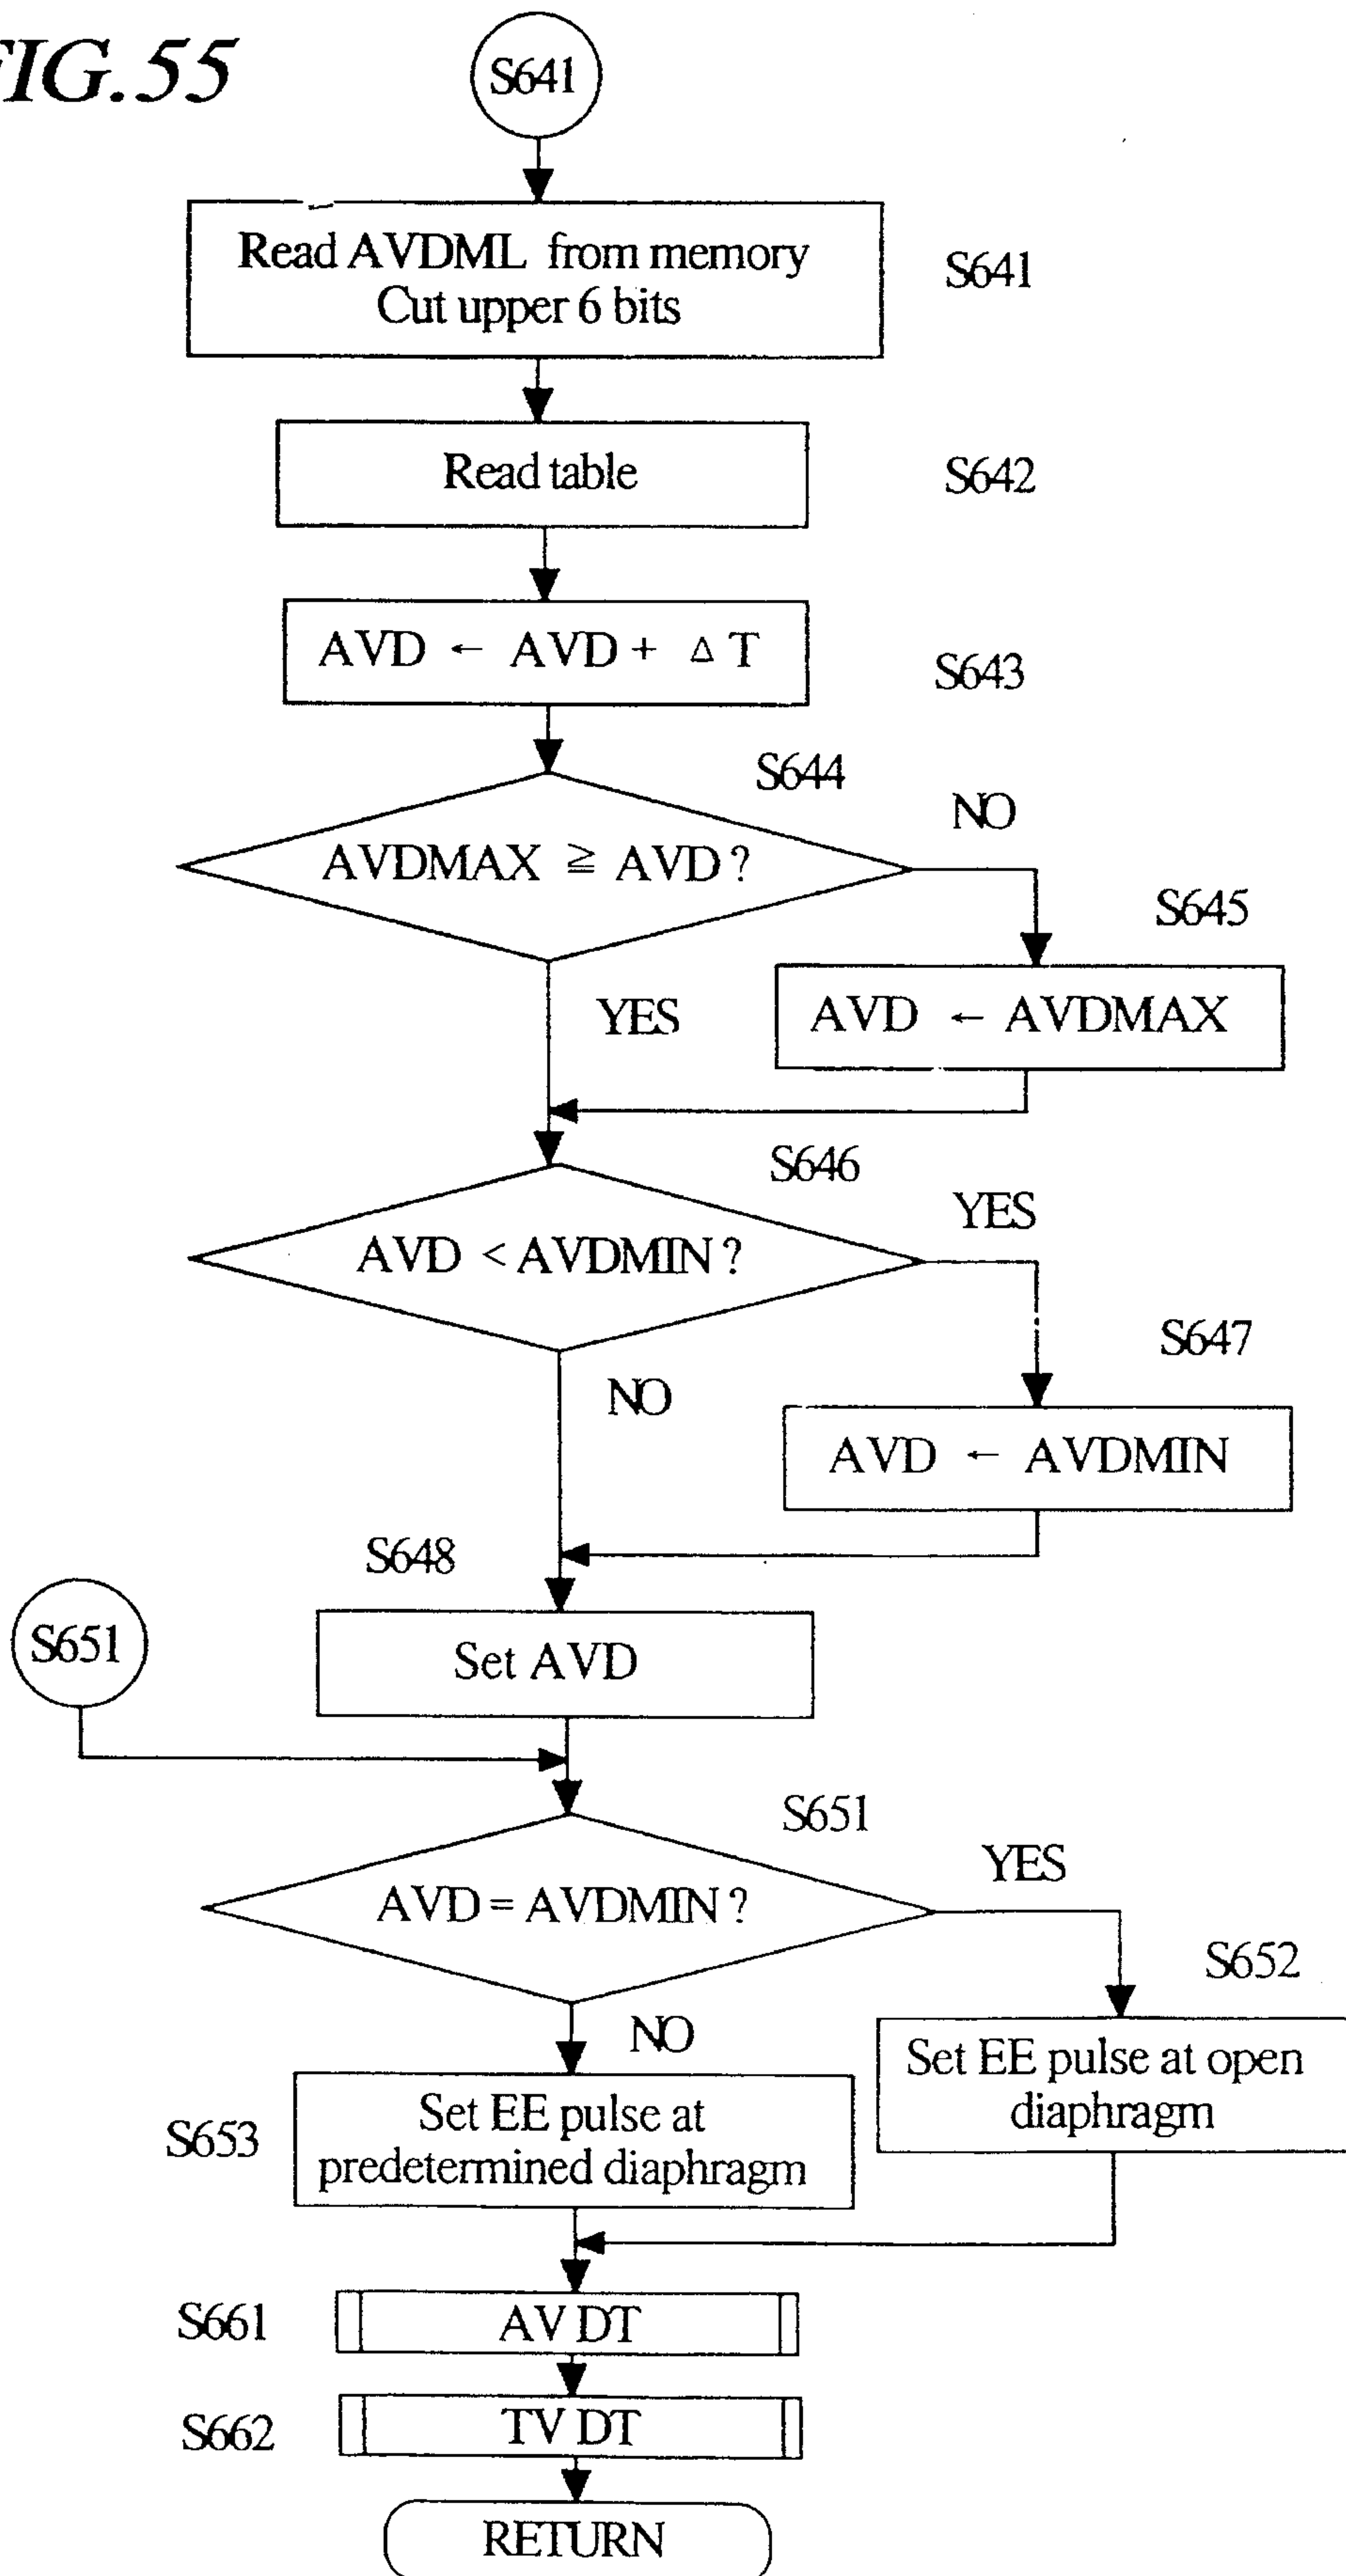 FIG.55
S641
Read AVDML from memory
Cut upper 6 bits
S641
Read table
S642
AVD ← AVD + Δ T
S643
S644
NO
AVDMAX ≧ AVD ?
S645
YES
AVD ← AVDMAX
S646
YES
AVD < AVDMIN ?
S647
NO
AVD ← AVDMIN
S648
S651
Set AVD
S651
YES
AVD = AVDMIN ?
S652
NO
Set EE pulse at open
diaphragm
S653
Set EE pulse at
predetermined diaphragm
S661
AV DT
S662
TV DT
RETURN